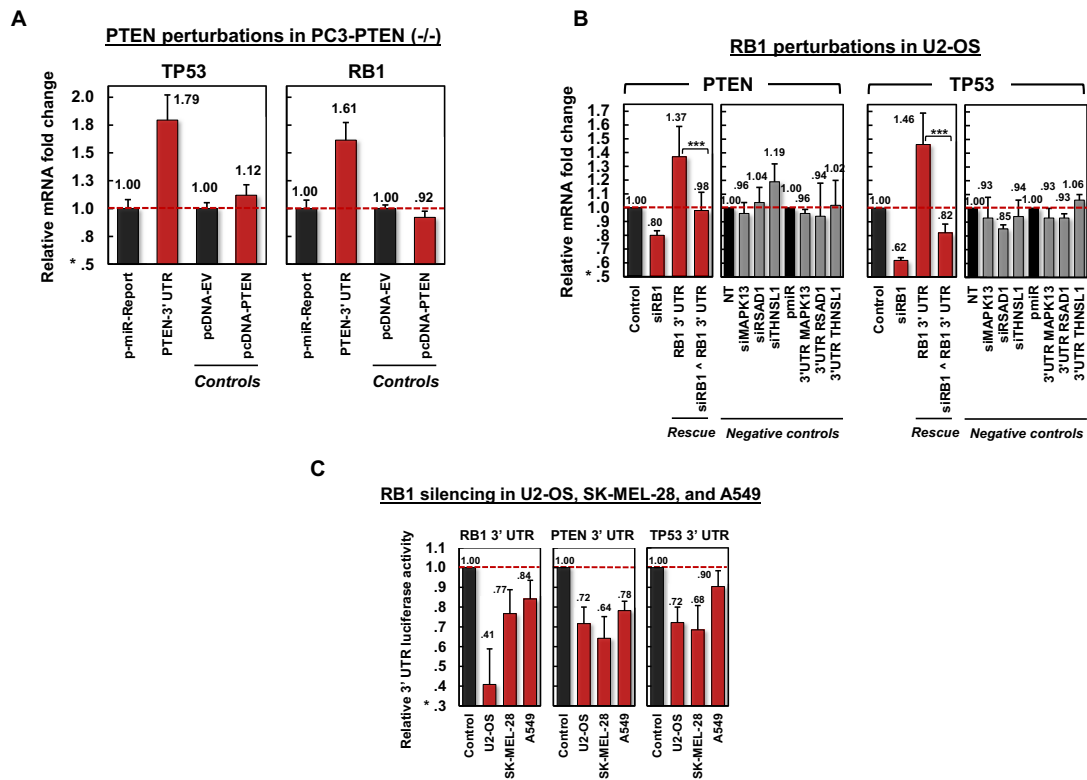 A
PTEN perturbations in PC3-PTEN (-/-)
TP53
RB1
Relative mRNA fold change
2.0
1.8
1.6
1.4
1.2
1.0
.8
* .5
1.00
1.79
1.00
1.12
1.00
1.61
1.00
.92
p-miR-Report
PTEN-3' UTR
pcDNA-EV
pcDNA-PTEN
p-miR-Report
PTEN-3' UTR
pcDNA-EV
pcDNA-PTEN
Controls
Controls
B
RB1 perturbations in U2-OS
PTEN
TP53
Relative mRNA fold change
1.7
1.6
1.4
1.3
1.2
1.1
1.0
.9
.8
.7
.6
* .5
1.00
.80
1.37
***
.98
1.00
.96
1.04
1.19
1.00
.96
.94
1.02
1.00
.62
1.46
***
.82
1.00
.93
.85
.94
1.00
.93
.93
1.06
Control
siRB1
RB1 3' UTR
siRB1 ^ RB1 3' UTR
NT
siMAPK13
siRSAD1
siTHNSL1
pmiR
3'UTR MAPK13
3'UTR RSAD1
3'UTR THNSL1
Control
siRB1
RB1 3' UTR
siRB1 ^ RB1 3' UTR
NT
siMAPK13
siRSAD1
siTHNSL1
pmiR
3'UTR MAPK13
3'UTR RSAD1
3'UTR THNSL1
Rescue
Negative controls
Rescue
Negative controls
C
RB1 silencing in U2-OS, SK-MEL-28, and A549
RB1 3' UTR
PTEN 3' UTR
TP53 3' UTR
Relative 3' UTR luciferase activity
1.1
1.0
.9
.8
.7
.6
.5
.4
* .3
1.00
.41
.77
.84
1.00
.72
.64
.78
1.00
.72
.68
.90
Control
U2-OS
SK-MEL-28
A549
Control
U2-OS
SK-MEL-28
A549
Control
U2-OS
SK-MEL-28
A549